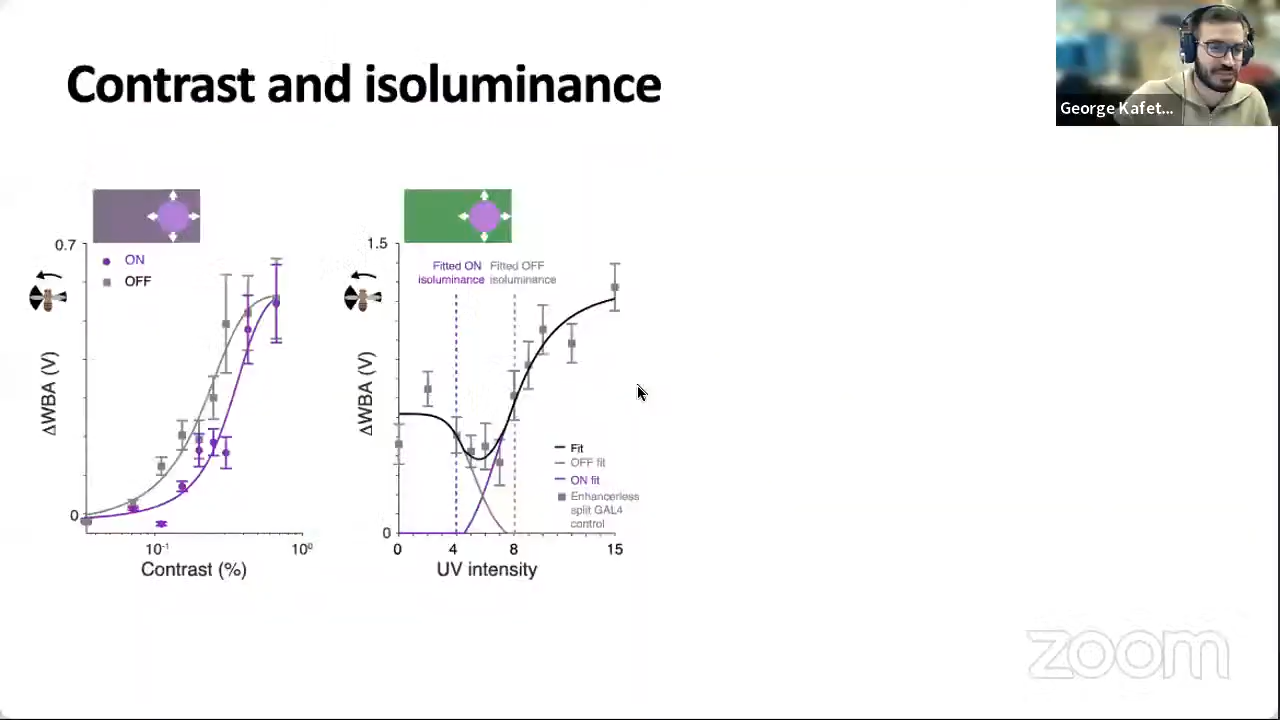 Contrast and isoluminance
George Kafet...
0.7
ON
OFF
ΔWBA (V)
0
10⁻¹
10⁰
Contrast (%)
1.5
Fitted ON
isoluminance
Fitted OFF
isoluminance
ΔWBA (V)
Fit
OFF fit
ON fit
Enhancerless
split GAL4
control
0
0
4
8
15
UV intensity
zoom